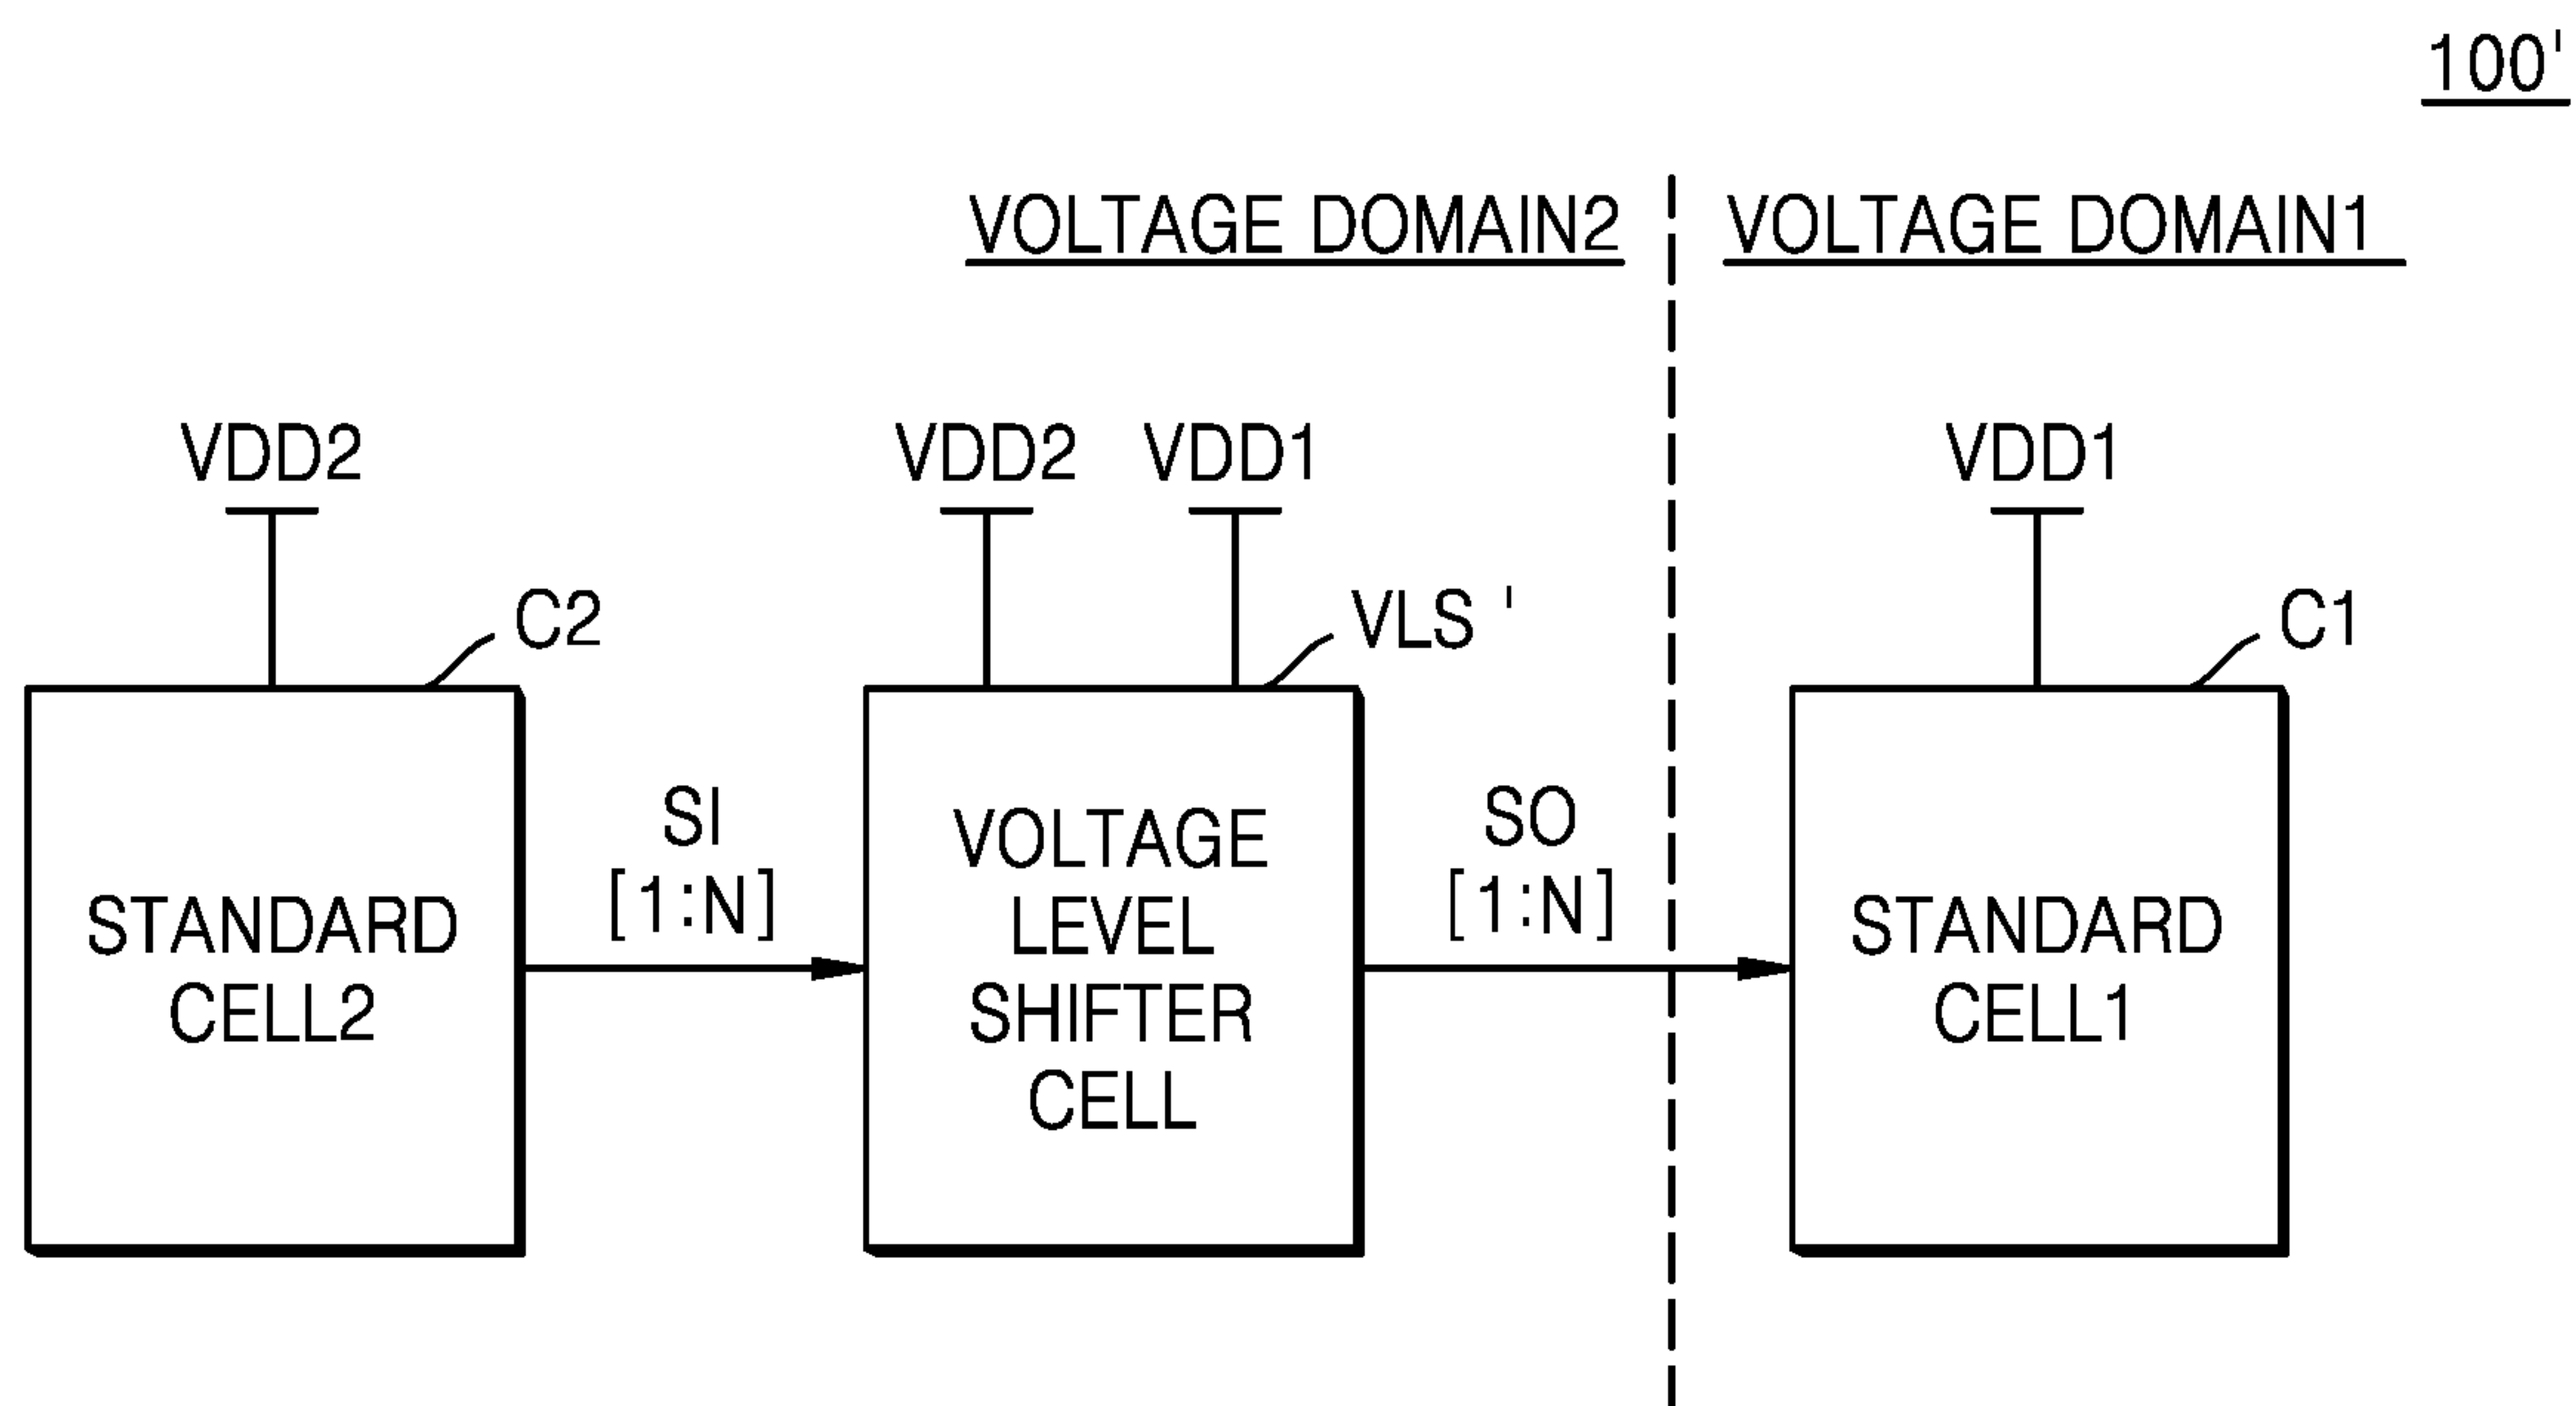 100'
VOLTAGE DOMAIN2
VOLTAGE DOMAIN1
VDD2
VDD2
VDD1
VDD1
C2
VLS '
C1
STANDARD
CELL2
SI
[1:N]
VOLTAGE
LEVEL
SHIFTER
CELL
SO
[1:N]
STANDARD
CELL1